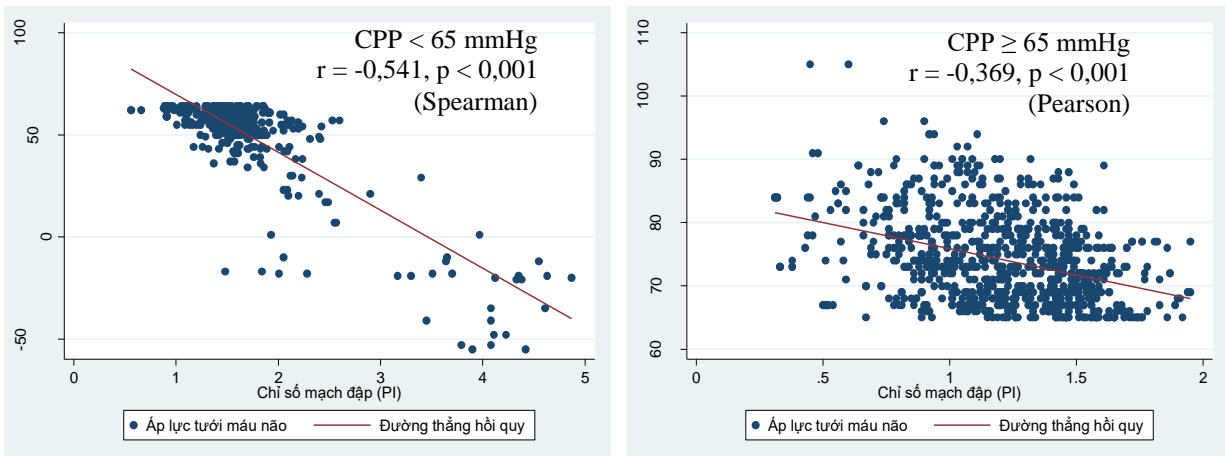 CPP < 65 mmHg
r = -0,541, p < 0,001
(Spearman)
100
50
0
-50
0 1 2 3 4 5
Chỉ số mạch đập (PI)
Áp lực tưới máu não Đường thẳng hồi quy
CPP ≥ 65 mmHg
r = -0,369, p < 0,001
(Pearson)
110
100
90
80
70
60
0 .5 1 1.5 2
Chỉ số mạch đập (PI)
Áp lực tưới máu não Đường thẳng hồi quy